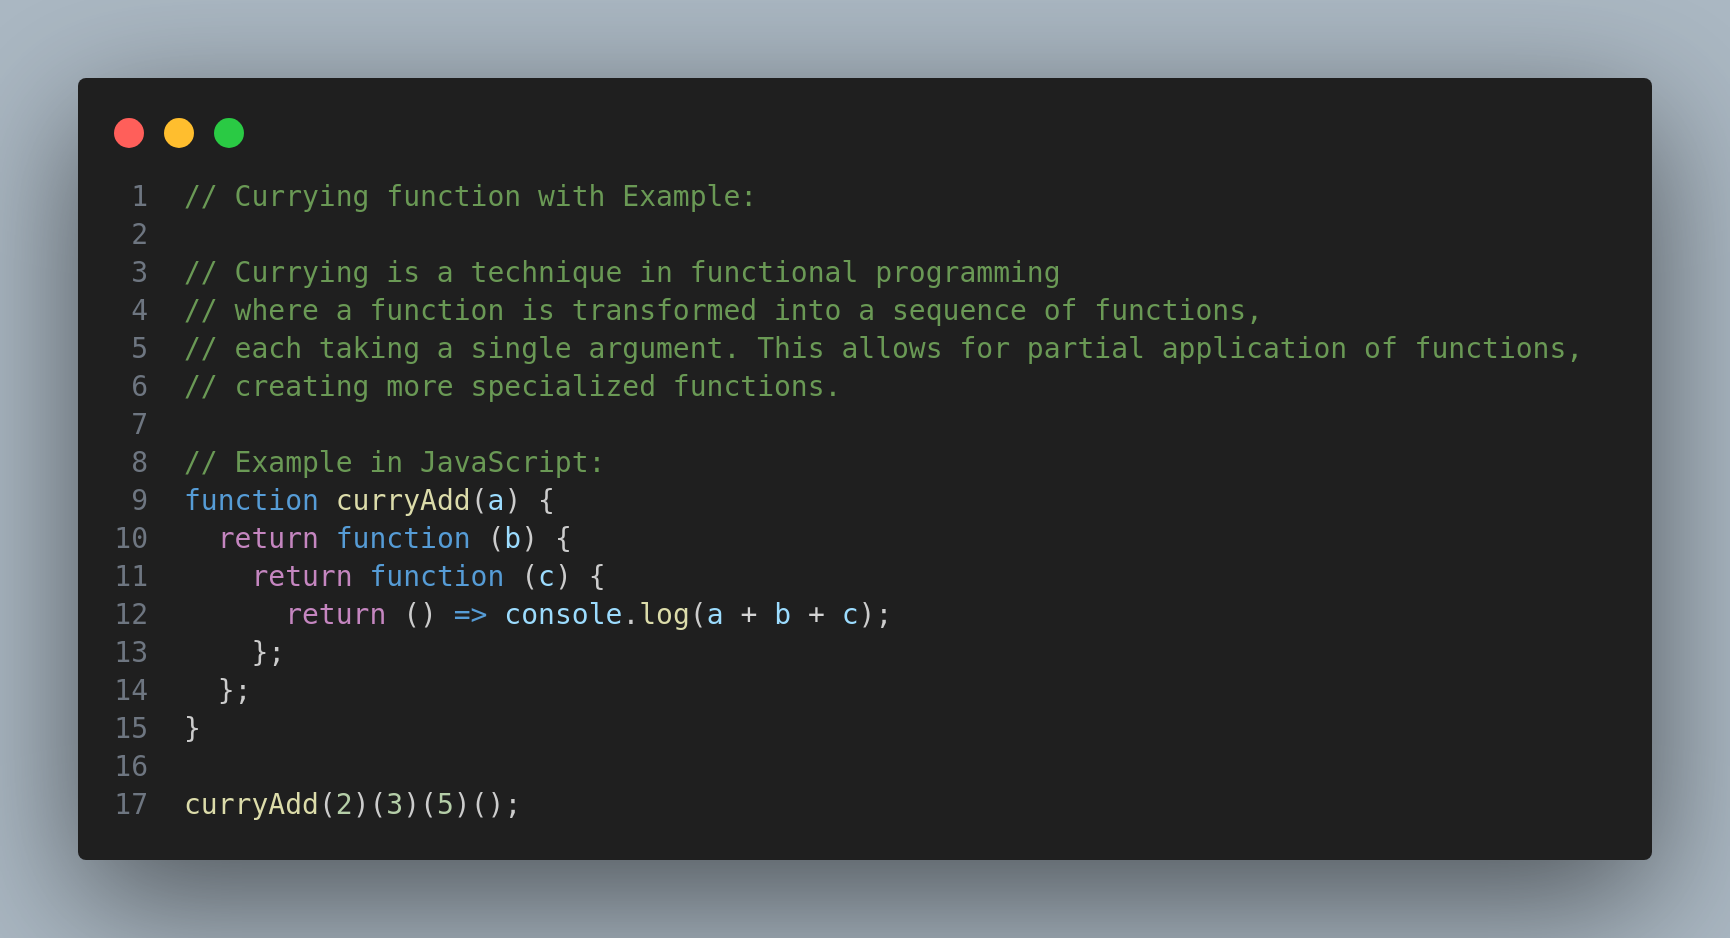 1 // Currying function with Example:
2
3 // Currying is a technique in functional programming
4 // where a function is transformed into a sequence of functions,
5 // each taking a single argument. This allows for partial application of functions,
6 // creating more specialized functions.
7
8 // Example in JavaScript:
9 function curryAdd(a) {
10   return function (b) {
11     return function (c) {
12       return () => console.log(a + b + c);
13     };
14   };
15 }
16
17 curryAdd(2)(3)(5)();